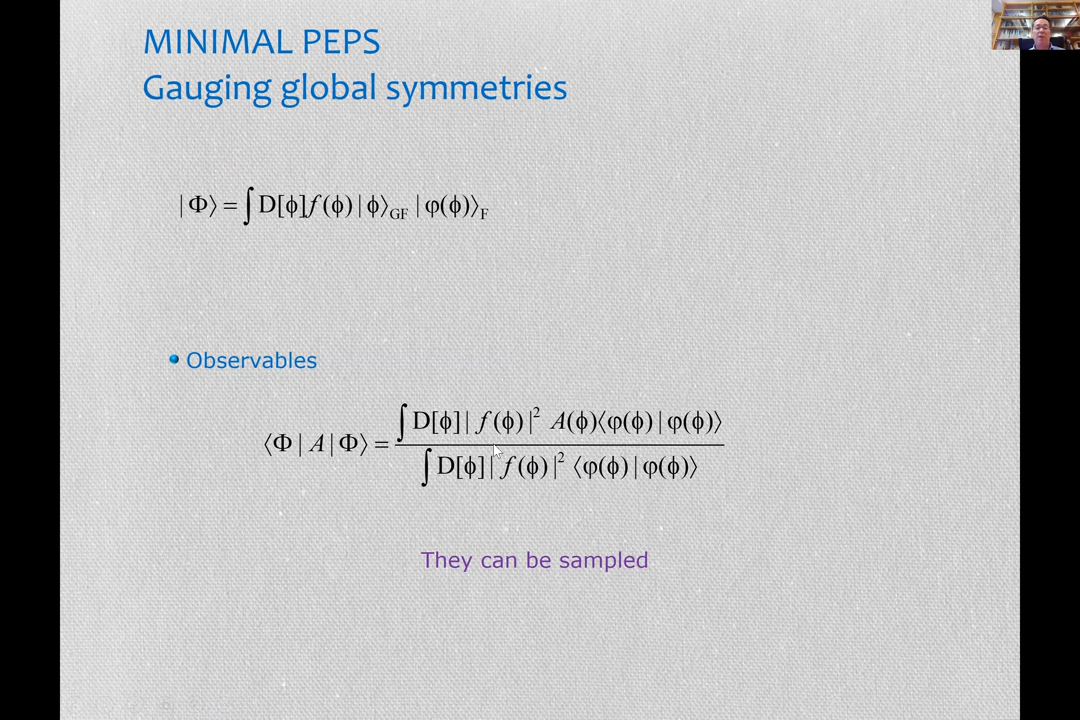 MINIMAL PEPS
Gauging global symmetries
|Φ⟩ = ∫ D[ϕ]f(ϕ)|ϕ⟩_GF |φ(ϕ)⟩_F
Observables
⟨Φ|A|Φ⟩ = ∫ D[ϕ]|f(ϕ)|² A(ϕ)⟨φ(ϕ)|φ(ϕ)⟩
∫ D[ϕ]|f(ϕ)|² ⟨φ(ϕ)|φ(ϕ)⟩
They can be sampled